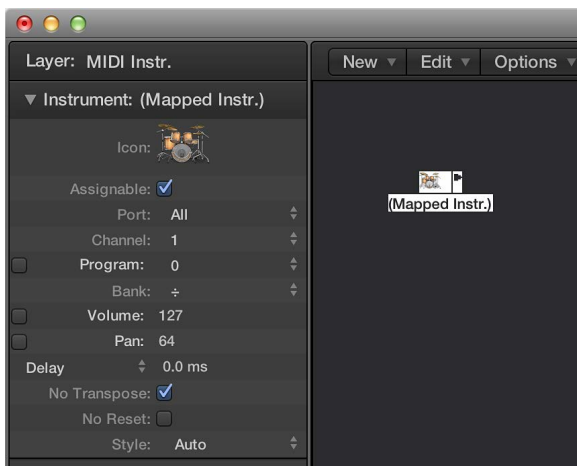 Layer: MIDI Instr.
New Edit Options
Instrument: (Mapped Instr.)
Icon:
Assignable:
Port: All
Channel: 1
Program: 0
Bank: ÷
Volume: 127
Pan: 64
Delay 0.0 ms
No Transpose:
No Reset:
Style: Auto
(Mapped Instr.)